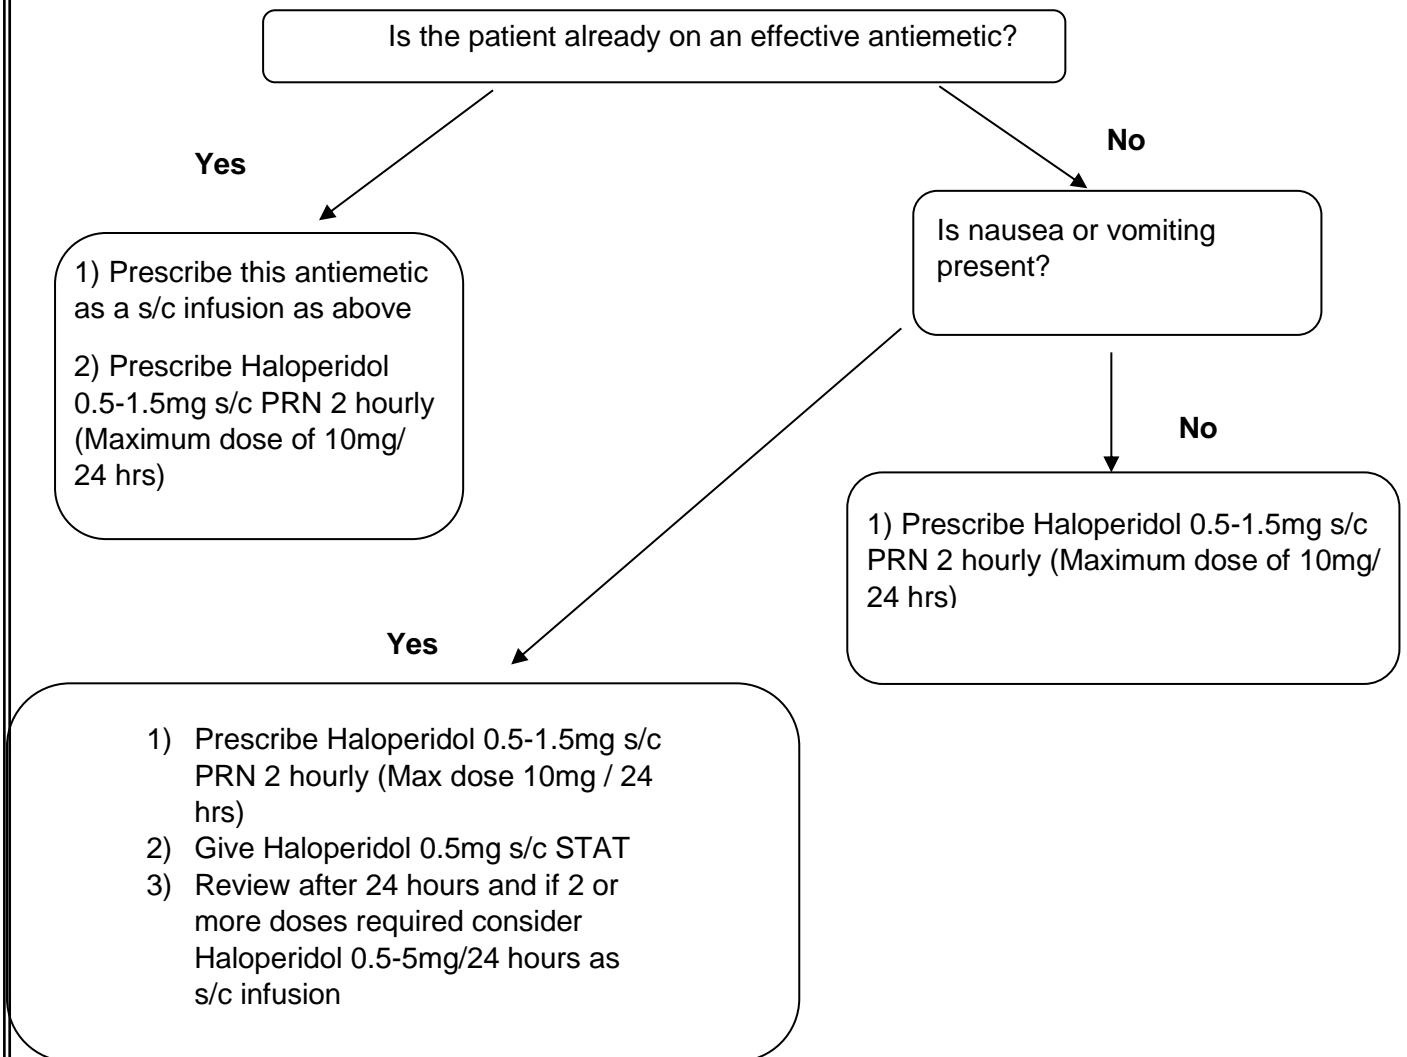 Is the patient already on an effective antiemetic?
Yes
No
1) Prescribe this antiemetic
as a s/c infusion as above
2) Prescribe Haloperidol
0.5-1.5mg s/c PRN 2 hourly
(Maximum dose of 10mg/
24 hrs)
Is nausea or vomiting
present?
No
1) Prescribe Haloperidol 0.5-1.5mg s/c
PRN 2 hourly (Maximum dose of 10mg/
24 hrs)
Yes
1) Prescribe Haloperidol 0.5-1.5mg s/c
PRN 2 hourly (Max dose 10mg / 24
hrs)
2) Give Haloperidol 0.5mg s/c STAT
3) Review after 24 hours and if 2 or
more doses required consider
Haloperidol 0.5-5mg/24 hours as
s/c infusion